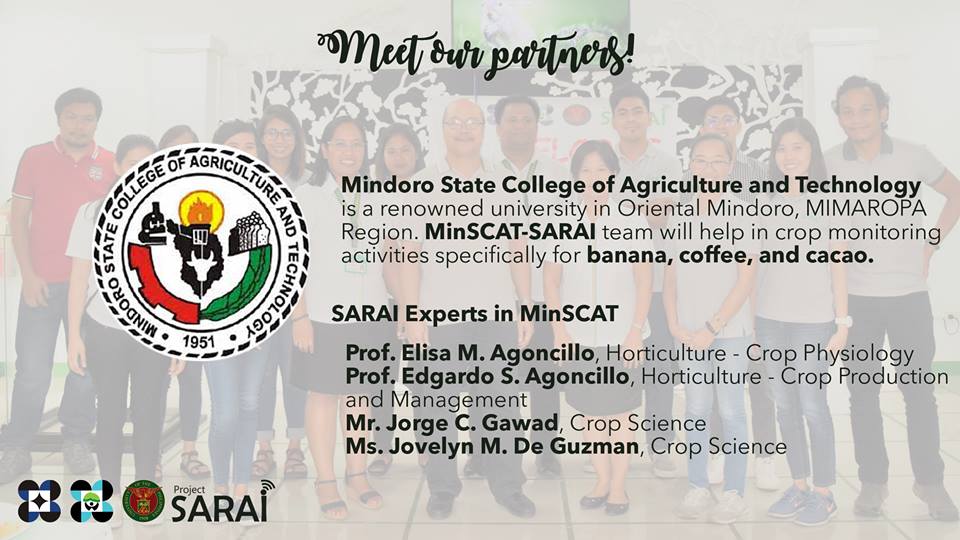 Meet our partners!
SARAI
MINDORO STATE COLLEGE OF AGRICULTURE AND TECHNOLOGY
• 1951 •
Mindoro State College of Agriculture and Technology
is a renowned university in Oriental Mindoro, MIMAROPA
Region. MinSCAT-SARAI team will help in crop monitoring
activities specifically for banana, coffee, and cacao.
SARAI Experts in MinSCAT
Prof. Elisa M. Agoncillo, Horticulture - Crop Physiology
Prof. Edgardo S. Agoncillo, Horticulture - Crop Production
and Management
Mr. Jorge C. Gawad, Crop Science
Ms. Jovelyn M. De Guzman, Crop Science
Project
SARAI